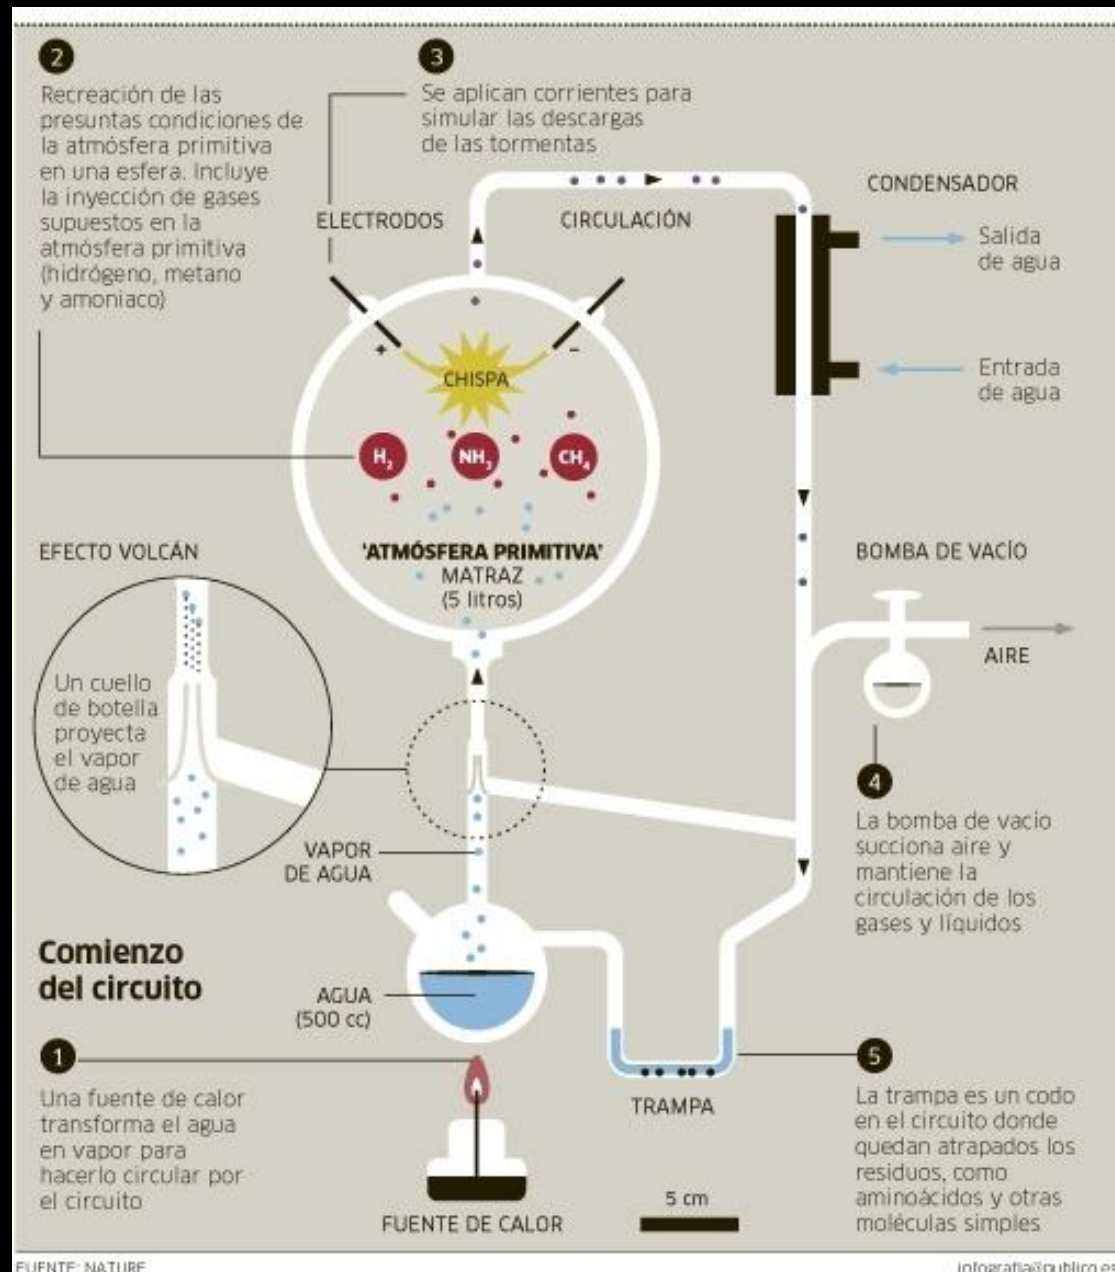 2
Recreación de las
presuntas condiciones de
la atmósfera primitiva
en una esfera. Incluye
la inyección de gases
supuestos en la
atmósfera primitiva
(hidrógeno, metano
y amoniaco)
3
Se aplican corrientes para
simular las descargas
de las tormentas
ELECTRODOS
CIRCULACIÓN
CONDENSADOR
Salida
de agua
Entrada
de agua
+
-
CHISPA
H₂
NH₃
CH₄
'ATMÓSFERA PRIMITIVA'
MATRAZ
(5 litros)
EFECTO VOLCÁN
Un cuello
de botella
proyecta
el vapor
de agua
BOMBA DE VACÍO
AIRE
4
La bomba de vacío
succiona aire y
mantiene la
circulación de los
gases y líquidos
VAPOR
DE AGUA
Comienzo
del circuito
AGUA
(500 cc)
1
Una fuente de calor
transforma el agua
en vapor para
hacerlo circular por
el circuito
FUENTE DE CALOR
TRAMPA
5 cm
5
La trampa es un codo
en el circuito donde
quedan atrapados los
residuos, como
aminoácidos y otras
moléculas simples
FUENTE: NATURE
infografia@publico.es